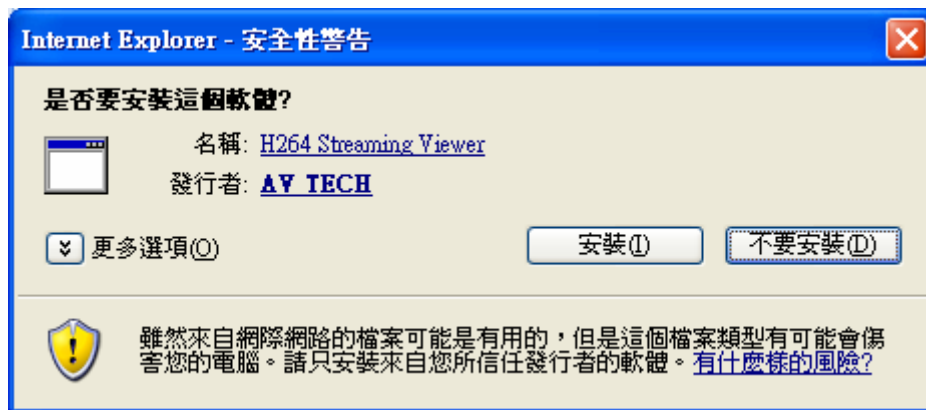 Internet Explorer - 安全性警告
是否要安裝這個軟體?
名稱: H264 Streaming Viewer
發行者: AV TECH
更多選項(O)
安裝(I)
不要安裝(D)
雖然來自網際網路的檔案可能是有用的，但是這個檔案類型有可能會傷
害您的電腦。請只安裝來自您所信任發行者的軟體。有什麼樣的風險?